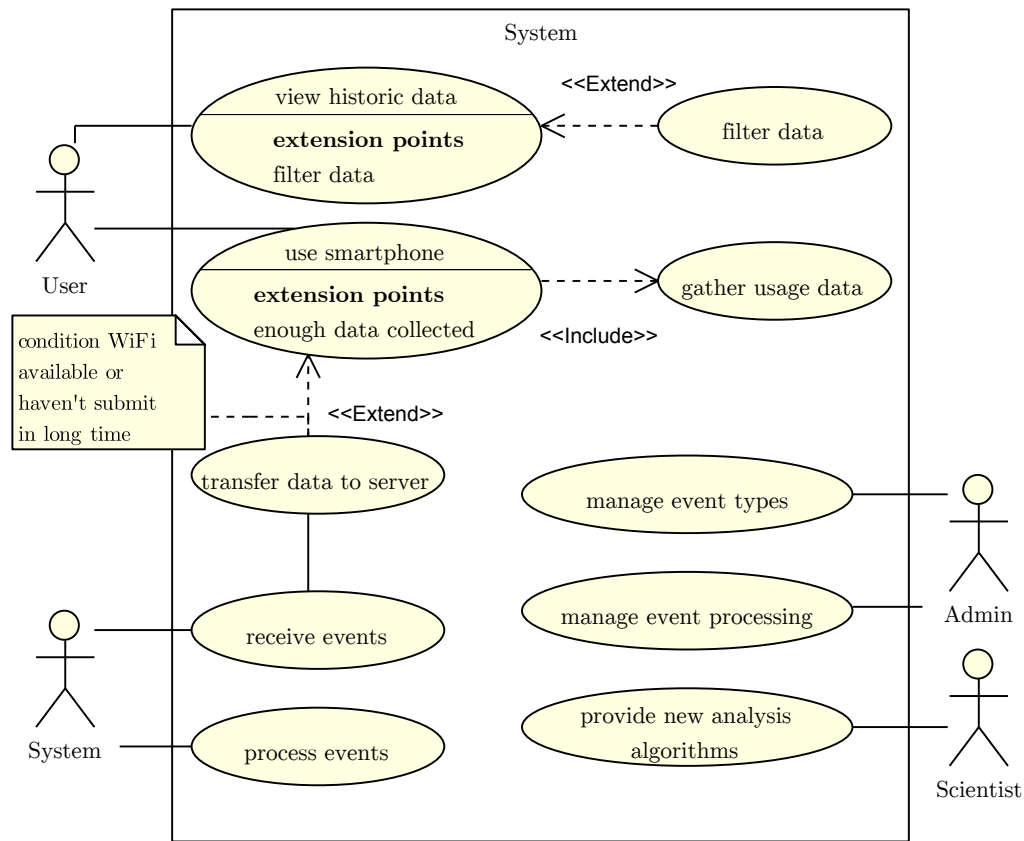 System
view historic data
<<Extend>>
extension points
filter data
filter data
User
use smartphone
extension points
enough data collected
gather usage data
<<Include>>
condition WiFi
available or
haven't submit
in long time
<<Extend>>
transfer data to server
manage event types
manage event processing
Admin
receive events
System
process events
provide new analysis
algorithms
Scientist